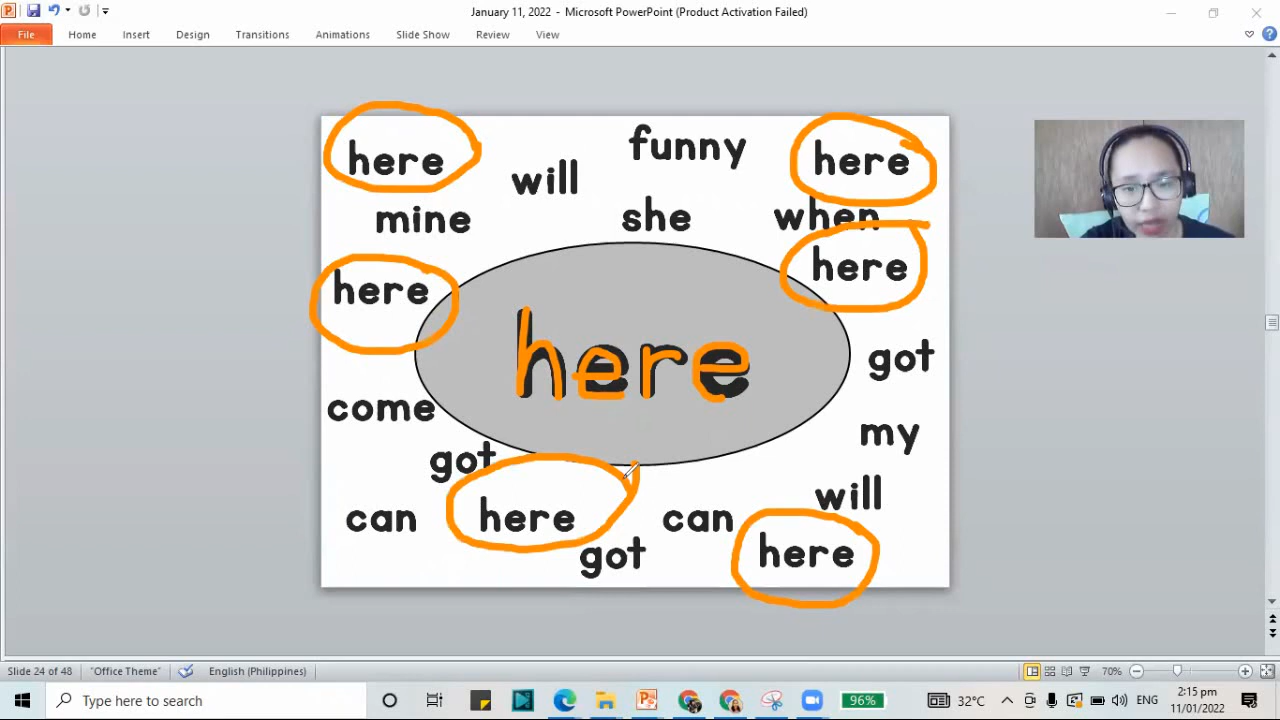 January 11, 2022 - Microsoft PowerPoint (Product Activation Failed)
File Home Insert Design Transitions Animations Slide Show Review View
here will funny here
mine she when
here here
here
got
come
my
got
will
can here can
got here
Slide 24 of 48 "Office Theme" English (Philippines) 70%
Type here to search 96% 32°C ENG 2:15 pm
11/01/2022